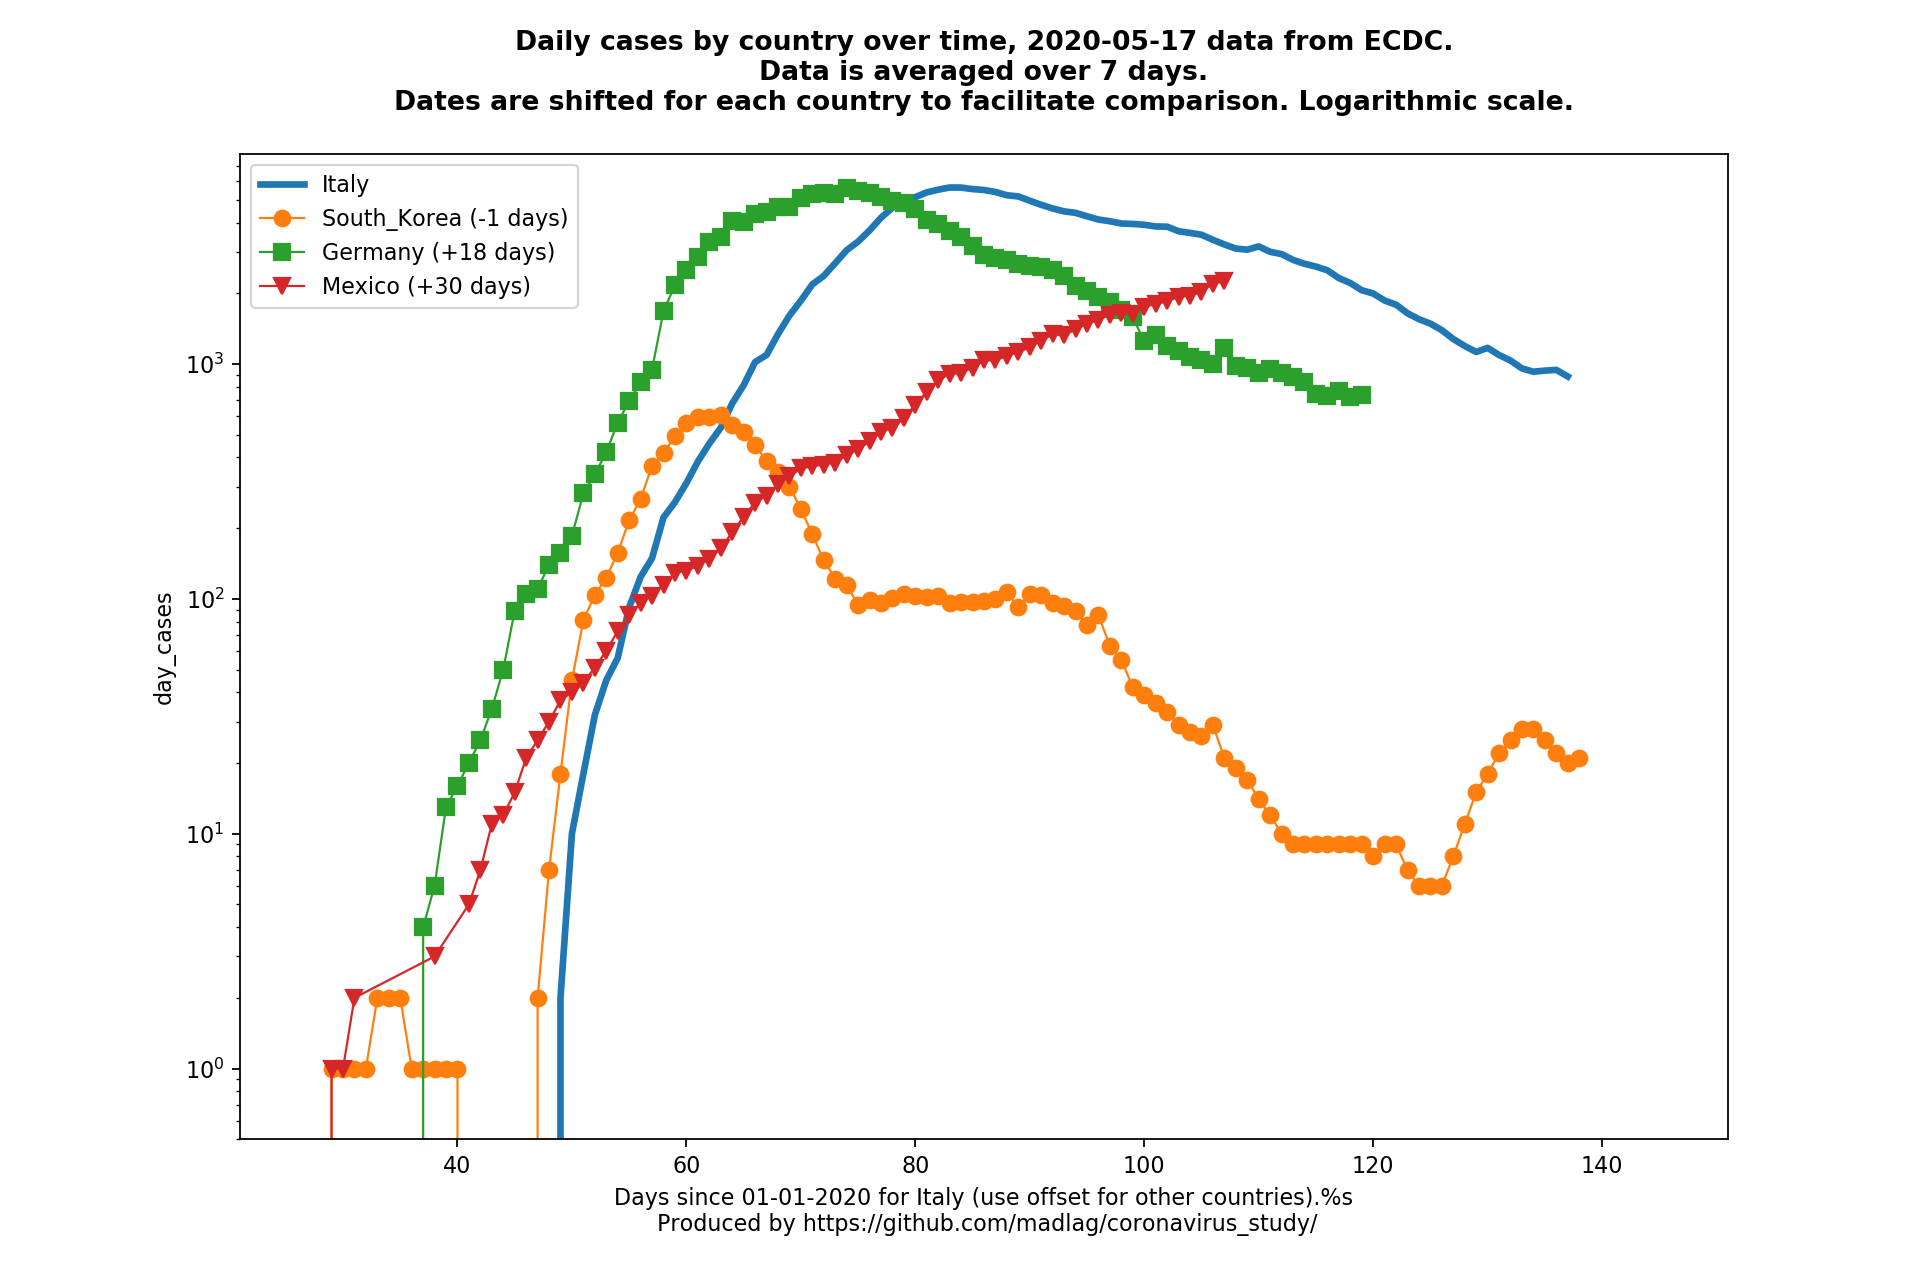 Daily cases by country over time, 2020-05-17 data from ECDC.
Data is averaged over 7 days.
Dates are shifted for each country to facilitate comparison. Logarithmic scale.
Italy
South_Korea (-1 days)
Germany (+18 days)
Mexico (+30 days)
day_cases
10³
10²
10¹
10⁰
40 60 80 100 120 140
Days since 01-01-2020 for Italy (use offset for other countries).%s
Produced by https://github.com/madlag/coronavirus_study/